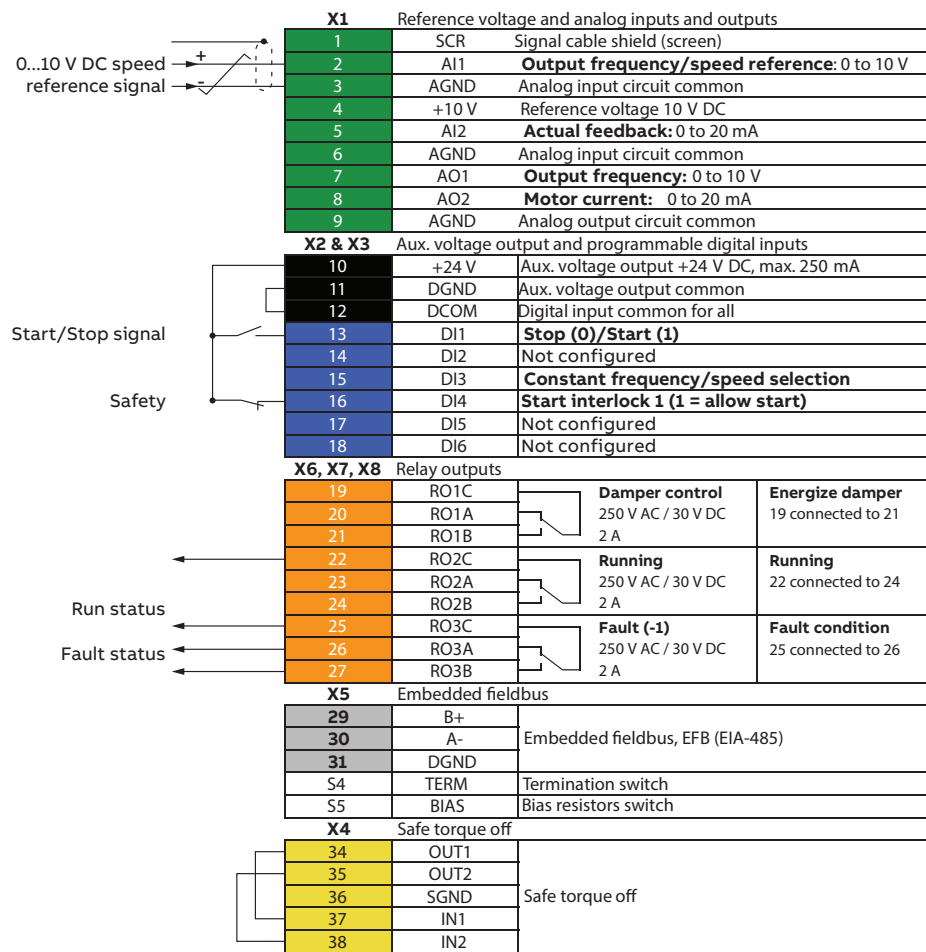 X1 Reference voltage and analog inputs and outputs
1 SCR Signal cable shield (screen)
0...10 V DC speed + 2 AI1 Output frequency/speed reference: 0 to 10 V
reference signal - 3 AGND Analog input circuit common
4 +10 V Reference voltage 10 V DC
5 AI2 Actual feedback: 0 to 20 mA
6 AGND Analog input circuit common
7 AO1 Output frequency: 0 to 10 V
8 AO2 Motor current: 0 to 20 mA
9 AGND Analog output circuit common
X2 & X3 Aux. voltage output and programmable digital inputs
10 +24 V Aux. voltage output +24 V DC, max. 250 mA
11 DGND Aux. voltage output common
12 DCOM Digital input common for all
Start/Stop signal 13 DI1 Stop (0)/Start (1)
14 DI2 Not configured
15 DI3 Constant frequency/speed selection
Safety 16 DI4 Start interlock 1 (1 = allow start)
17 DI5 Not configured
18 DI6 Not configured
X6, X7, X8 Relay outputs
19 RO1C Damper control Energize damper
20 RO1A 250 V AC / 30 V DC 19 connected to 21
21 RO1B 2 A
22 RO2C Running Running
23 RO2A 250 V AC / 30 V DC 22 connected to 24
Run status 24 RO2B 2 A
25 RO3C Fault (-1) Fault condition
Fault status 26 RO3A 250 V AC / 30 V DC 25 connected to 26
27 RO3B 2 A
X5 Embedded fieldbus
29 B+
30 A- Embedded fieldbus, EFB (EIA-485)
31 DGND
S4 TERM Termination switch
S5 BIAS Bias resistors switch
X4 Safe torque off
34 OUT1
35 OUT2
36 SGND Safe torque off
37 IN1
38 IN2